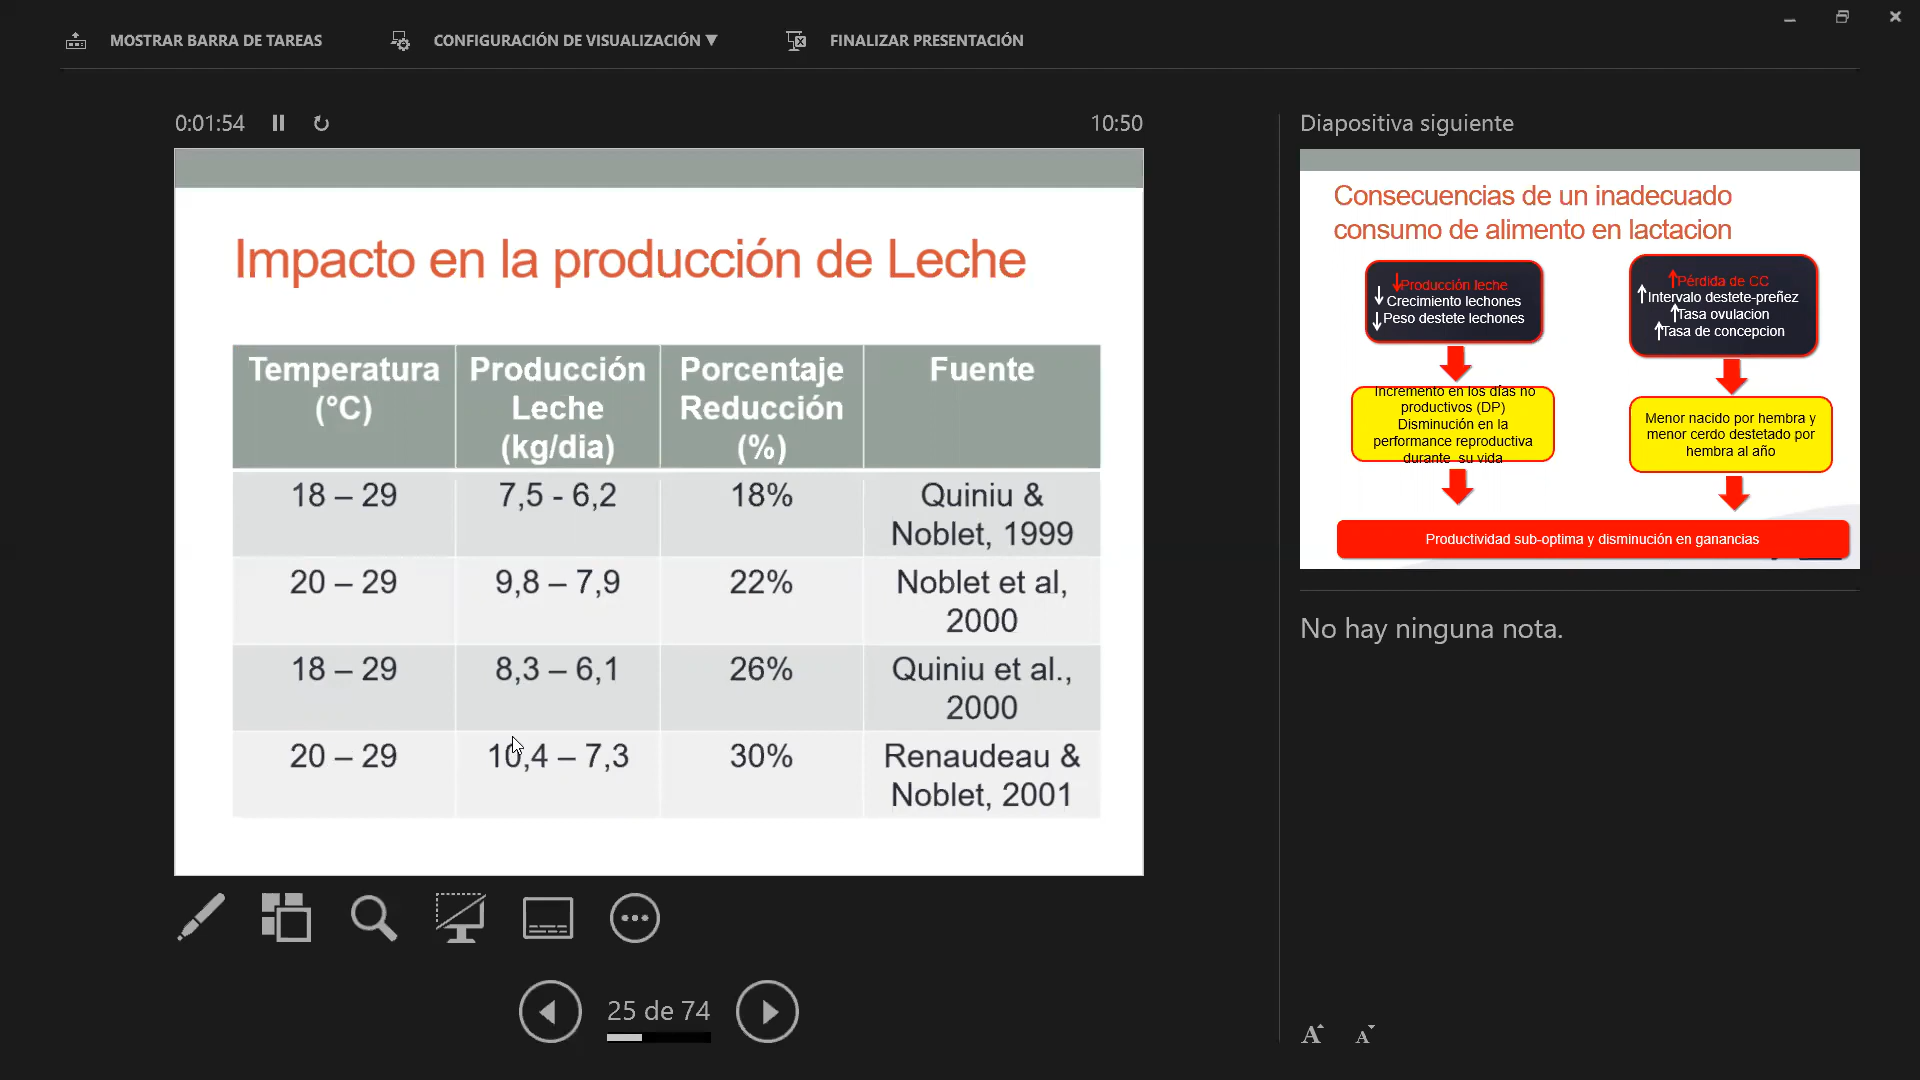 MOSTRAR BARRA DE TAREAS
CONFIGURACIÓN DE VISUALIZACIÓN ▼
FINALIZAR PRESENTACIÓN
0:01:54
10:50
Impacto en la producción de Leche
Temperatura (°C) Producción Leche (kg/dia) Porcentaje Reducción (%) Fuente
18 – 29 7,5 - 6,2 18% Quiniu & Noblet, 1999
20 – 29 9,8 – 7,9 22% Noblet et al, 2000
18 – 29 8,3 – 6,1 26% Quiniu et al., 2000
20 – 29 10,4 – 7,3 30% Renaudeau & Noblet, 2001
25 de 74
Diapositiva siguiente
Consecuencias de un inadecuado
consumo de alimento en lactacion
↓Producción leche
↓ Crecimiento lechones
↓ Peso destete lechones
↑Pérdida de CC
↑Intervalo destete-preñez
↑Tasa ovulacion
↑Tasa de concepcion
Incremento en los días no
productivos (DP)
Disminución en la
performance reproductiva
durante su vida
Menor nacido por hembra y
menor cerdo destetado por
hembra al año
Productividad sub-optima y disminución en ganancias
No hay ninguna nota.
A A